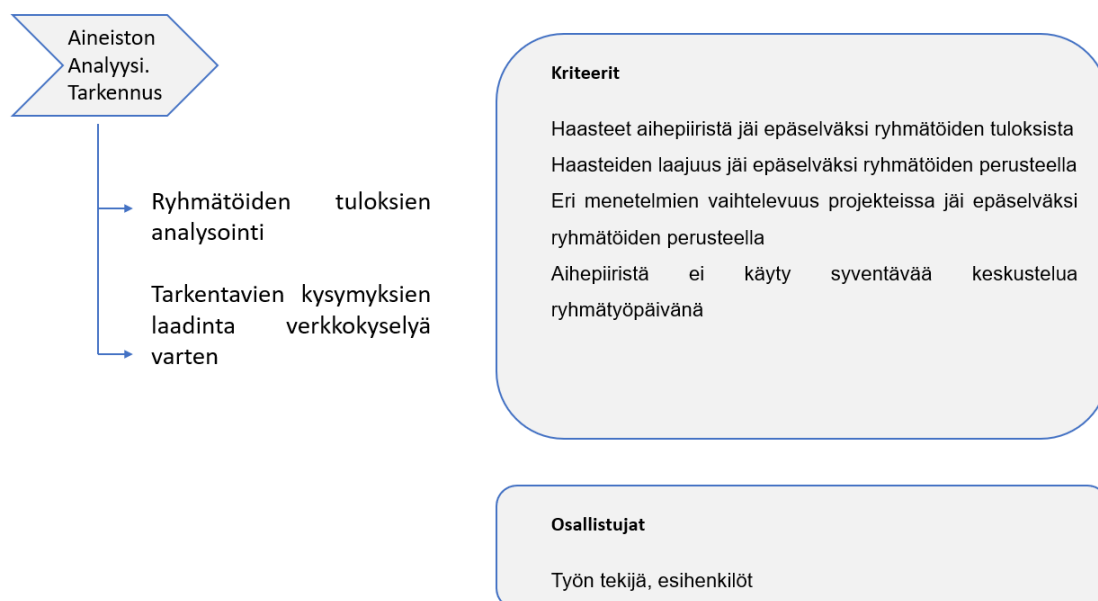 Aineiston
Analyysi.
Tarkennus
Ryhmätöiden tuloksien
analysointi
Tarkentavien kysymyksien
laadinta verkkokyselyä
varten
Kriteerit
Haasteet aihepiiristä jäi epäselväksi ryhmätöiden tuloksista
Haasteiden laajuus jäi epäselväksi ryhmätöiden perusteella
Eri menetelmien vaihtelevuus projekteissa jäi epäselväksi
ryhmätöiden perusteella
Aihepiiristä ei käyty syventävää keskustelua
ryhmätyöpäivänä
Osallistujat
Työn tekijä, esihenkilöt